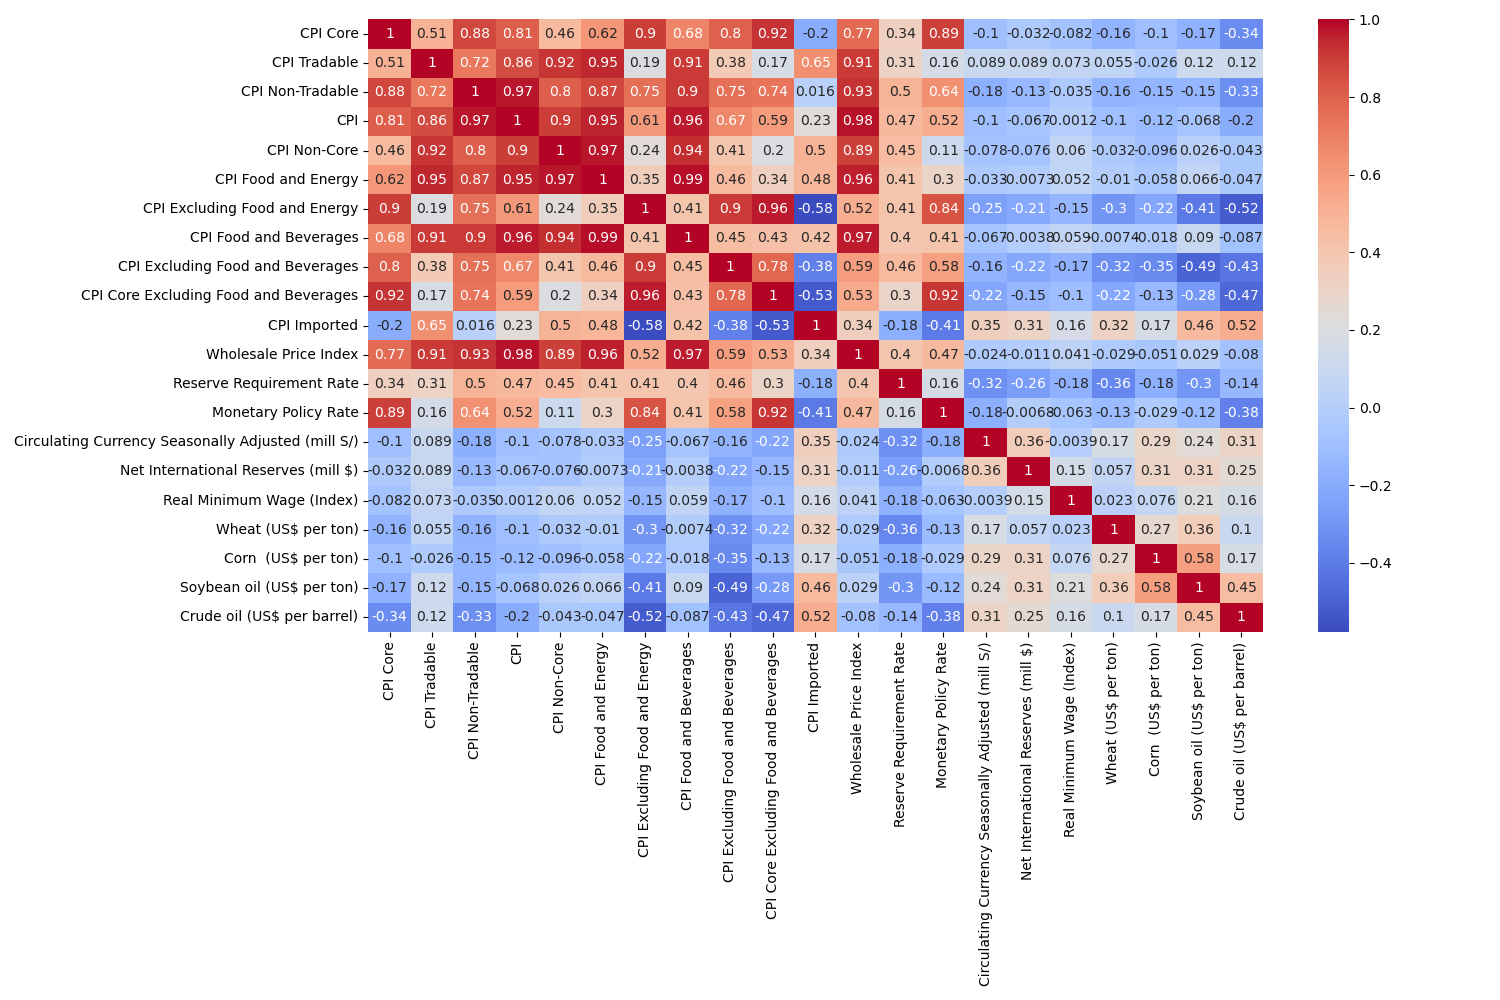 CPI Core 1 0.51 0.88 0.81 0.46 0.62 0.9 0.68 0.8 0.92 -0.2 0.77 0.34 0.89 -0.1 -0.032 -0.082 -0.16 -0.1 -0.17 -0.34
CPI Tradable 0.51 1 0.72 0.86 0.92 0.95 0.19 0.91 0.38 0.17 0.65 0.91 0.31 0.16 0.089 0.089 0.073 0.055 -0.026 0.12 0.12
CPI Non-Tradable 0.88 0.72 1 0.97 0.8 0.87 0.75 0.9 0.75 0.74 0.016 0.93 0.5 0.64 -0.18 -0.13 -0.035 -0.16 -0.15 -0.15 -0.33
CPI 0.81 0.86 0.97 1 0.9 0.95 0.61 0.96 0.67 0.59 0.23 0.98 0.47 0.52 -0.1 -0.067 -0.0012 -0.1 -0.12 -0.068 -0.2
CPI Non-Core 0.46 0.92 0.8 0.9 1 0.97 0.24 0.94 0.41 0.2 0.5 0.89 0.45 0.11 -0.078 -0.076 0.06 -0.032 -0.096 0.026 -0.043
CPI Food and Energy 0.62 0.95 0.87 0.95 0.97 1 0.35 0.99 0.46 0.34 0.48 0.96 0.41 0.3 -0.033 -0.0073 0.052 -0.01 -0.058 0.066 -0.047
CPI Excluding Food and Energy 0.9 0.19 0.75 0.61 0.24 0.35 1 0.41 0.9 0.96 -0.58 0.52 0.41 0.84 -0.25 -0.21 -0.15 -0.3 -0.22 -0.41 -0.52
CPI Food and Beverages 0.68 0.91 0.9 0.96 0.94 0.99 0.41 1 0.45 0.43 0.42 0.97 0.4 0.41 -0.067 -0.0038 0.059 -0.0074 -0.018 0.09 -0.087
CPI Excluding Food and Beverages 0.8 0.38 0.75 0.67 0.41 0.46 0.9 0.45 1 0.78 -0.38 0.59 0.46 0.58 -0.16 -0.22 -0.17 -0.32 -0.35 -0.49 -0.43
CPI Core Excluding Food and Beverages 0.92 0.17 0.74 0.59 0.2 0.34 0.96 0.43 0.78 1 -0.53 0.53 0.3 0.92 -0.22 -0.15 -0.1 -0.22 -0.13 -0.28 -0.47
CPI Imported -0.2 0.65 0.016 0.23 0.5 0.48 -0.58 0.42 -0.38 -0.53 1 0.34 -0.18 -0.41 0.35 0.31 0.16 0.32 0.17 0.46 0.52
Wholesale Price Index 0.77 0.91 0.93 0.98 0.89 0.96 0.52 0.97 0.59 0.53 0.34 1 0.4 0.47 -0.024 -0.011 0.041 -0.029 -0.051 0.029 -0.08
Reserve Requirement Rate 0.34 0.31 0.5 0.47 0.45 0.41 0.41 0.4 0.46 0.3 -0.18 0.4 1 0.16 -0.32 -0.26 -0.18 -0.36 -0.18 -0.3 -0.14
Monetary Policy Rate 0.89 0.16 0.64 0.52 0.11 0.3 0.84 0.41 0.58 0.92 -0.41 0.47 0.16 1 -0.18 -0.0068 -0.063 -0.13 -0.029 -0.12 -0.38
Circulating Currency Seasonally Adjusted (mill S/) -0.1 0.089 -0.18 -0.1 -0.078 -0.033 -0.25 -0.067 -0.16 -0.22 0.35 -0.024 -0.32 -0.18 1 0.36 -0.0039 0.17 0.29 0.24 0.31
Net International Reserves (mill $) -0.032 0.089 -0.13 -0.067 -0.076 -0.0073 -0.21 -0.0038 -0.22 -0.15 0.31 -0.011 -0.26 -0.0068 0.36 1 0.15 0.057 0.31 0.31 0.25
Real Minimum Wage (Index) -0.082 0.073 -0.035 -0.0012 0.06 0.052 -0.15 0.059 -0.17 -0.1 0.16 0.041 -0.18 -0.063 -0.0039 0.15 1 0.023 0.076 0.21 0.16
Wheat (US$ per ton) -0.16 0.055 -0.16 -0.1 -0.032 -0.01 -0.3 -0.0074 -0.32 -0.22 0.32 -0.029 -0.36 -0.13 0.17 0.057 0.023 1 0.27 0.36 0.1
Corn  (US$ per ton) -0.1 -0.026 -0.15 -0.12 -0.096 -0.058 -0.22 -0.018 -0.35 -0.13 0.17 -0.051 -0.18 -0.029 0.29 0.31 0.076 0.27 1 0.58 0.17
Soybean oil (US$ per ton) -0.17 0.12 -0.15 -0.068 0.026 0.066 -0.41 0.09 -0.49 -0.28 0.46 0.029 -0.3 -0.12 0.24 0.31 0.21 0.36 0.58 1 0.45
Crude oil (US$ per barrel) -0.34 0.12 -0.33 -0.2 -0.043 -0.047 -0.52 -0.087 -0.43 -0.47 0.52 -0.08 -0.14 -0.38 0.31 0.25 0.16 0.1 0.17 0.45 1
CPI Core
CPI Tradable
CPI Non-Tradable
CPI
CPI Non-Core
CPI Food and Energy
CPI Excluding Food and Energy
CPI Food and Beverages
CPI Excluding Food and Beverages
CPI Core Excluding Food and Beverages
CPI Imported
Wholesale Price Index
Reserve Requirement Rate
Monetary Policy Rate
Circulating Currency Seasonally Adjusted (mill S/)
Net International Reserves (mill $)
Real Minimum Wage (Index)
Wheat (US$ per ton)
Corn  (US$ per ton)
Soybean oil (US$ per ton)
Crude oil (US$ per barrel)
1.0
0.8
0.6
0.4
0.2
0.0
−0.2
−0.4